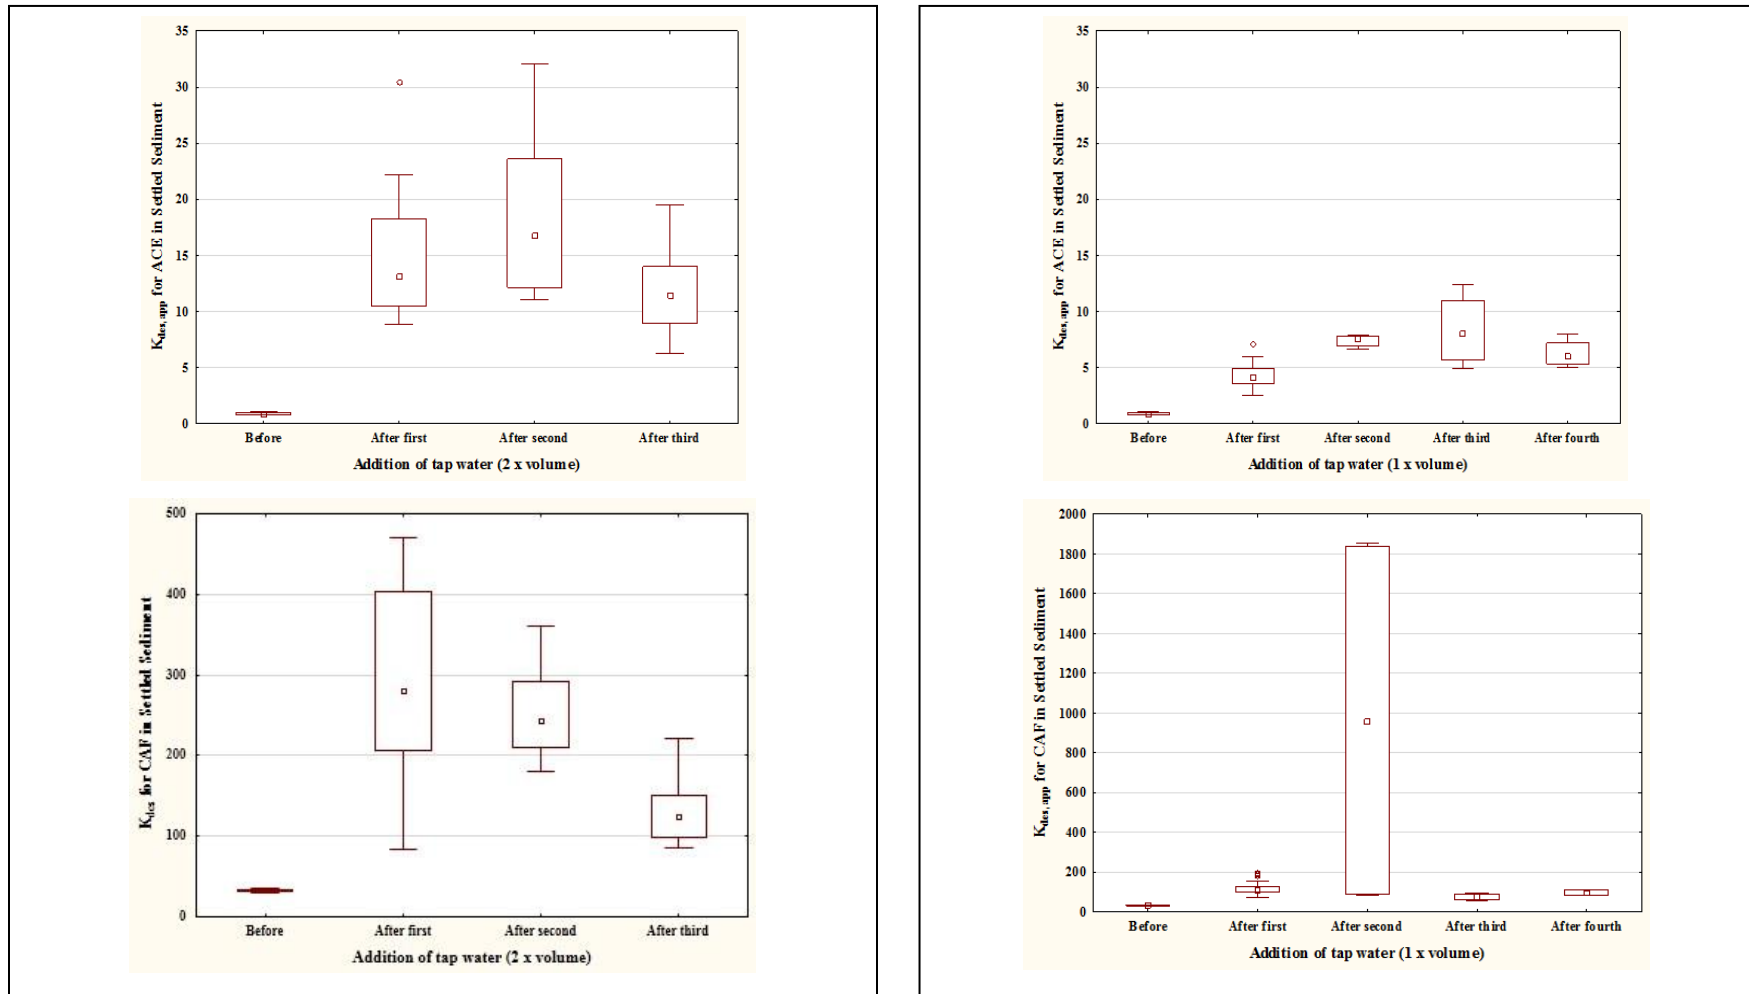 35
30
25
20
15
10
5
0
K des, app for ACE in Settled Sediment
Before After first After second After third
Addition of tap water (2 x volume)
35
30
25
20
15
10
5
0
K des, app for ACE in Settled Sediment
Before After first After second After third After fourth
Addition of tap water (1 x volume)
500
400
300
200
100
0
K des for CAF in Settled Sediment
Before After first After second After third
Addition of tap water (2 x volume)
2000
1800
1600
1400
1200
1000
800
600
400
200
0
K des, app for CAF in Settled Sediment
Before After first After second After third After fourth
Addition of tap water (1 x volume)